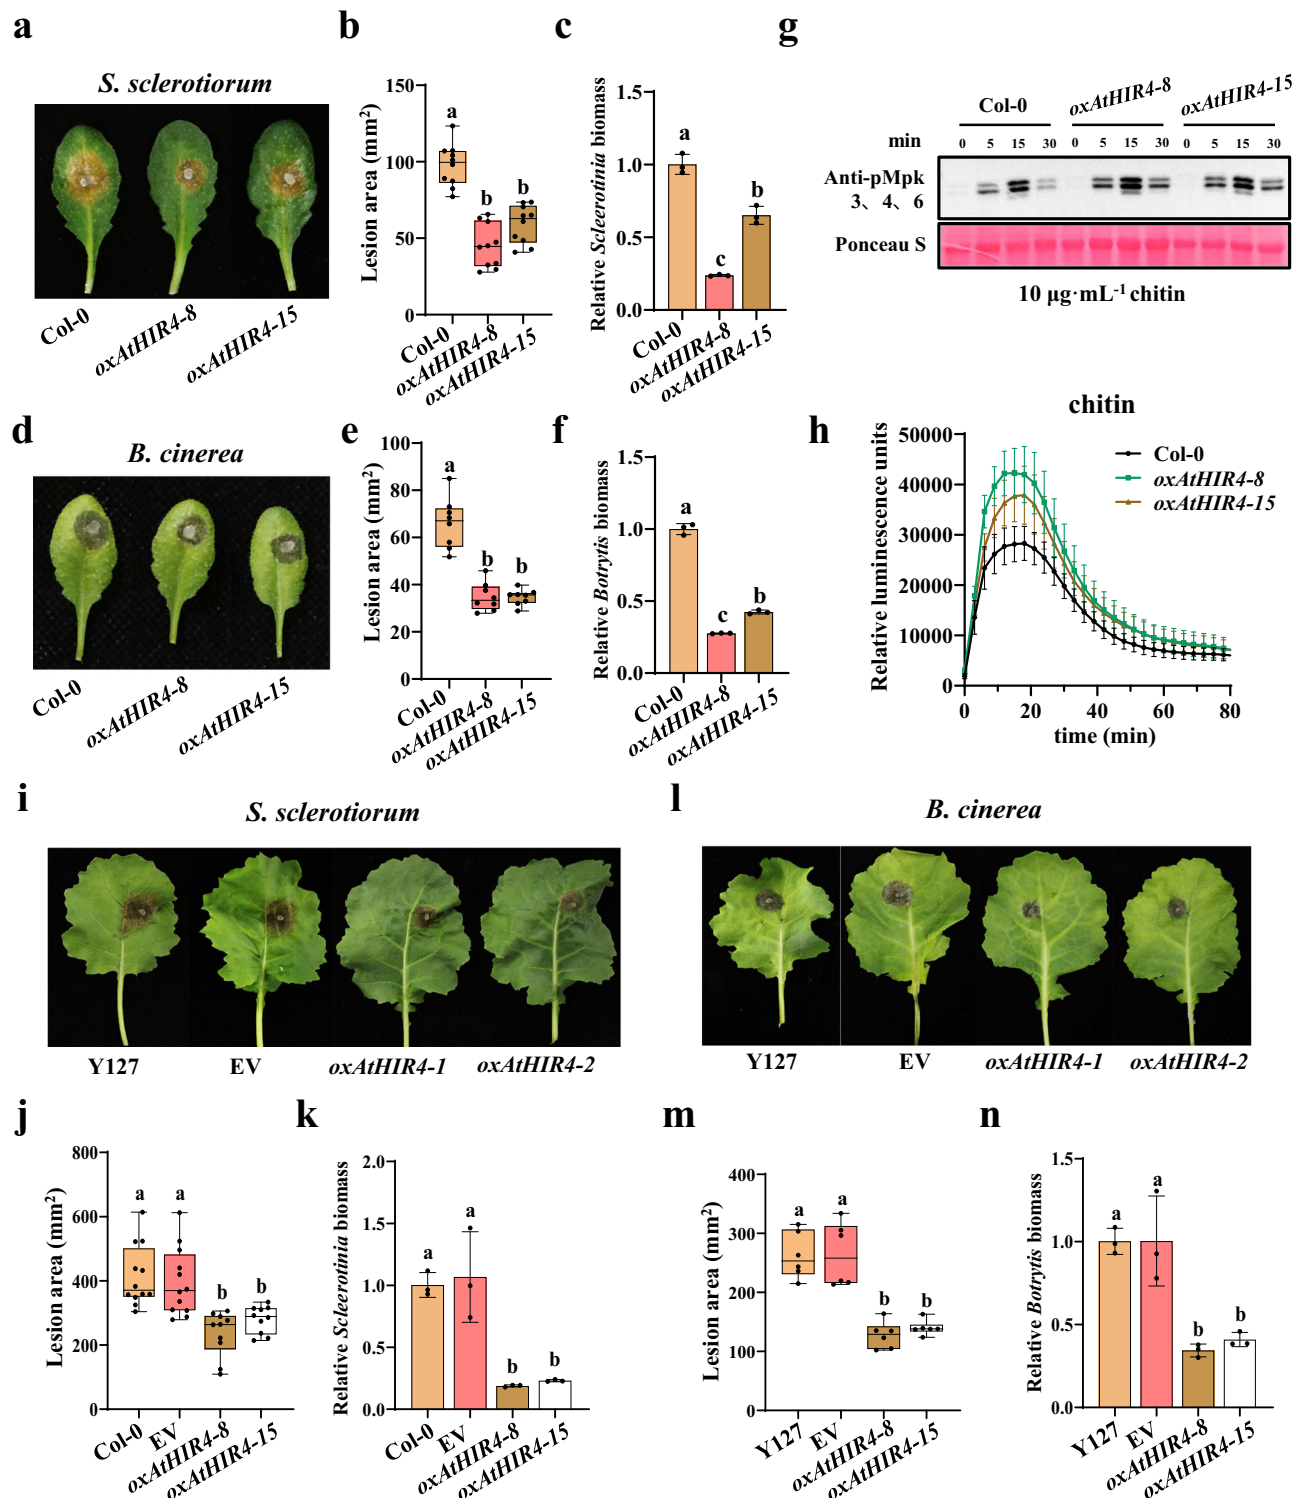 a
S. sclerotiorum
Col-0
oxAtHIR4-8
oxAtHIR4-15
b
Lesion area (mm²)
150
100
50
0
a
b
b
Col-0
oxAtHIR4-8
oxAtHIR4-15
c
Relative Scleerotinia biomass
1.5
1.0
0.5
0.0
a
c
b
Col-0
oxAtHIR4-8
oxAtHIR4-15
g
Col-0
oxAtHIR4-8
oxAtHIR4-15
min
0 5 15 30 0 5 15 30 0 5 15 30
Anti-pMpk
3、4、6
Ponceau S
10 μg·mL⁻¹ chitin
d
B. cinerea
Col-0
oxAtHIR4-8
oxAtHIR4-15
e
Lesion area (mm²)
100
80
60
40
20
0
a
b
b
Col-0
oxAtHIR4-8
oxAtHIR4-15
f
Relative Botrytis biomass
1.5
1.0
0.5
0.0
a
c
b
Col-0
oxAtHIR4-8
oxAtHIR4-15
h
chitin
Relative luminescence units
50000
40000
30000
20000
10000
0
Col-0
oxAtHIR4-8
oxAtHIR4-15
0 20 40 60 80
time (min)
i
S. sclerotiorum
Y127
EV
oxAtHIR4-1
oxAtHIR4-2
l
B. cinerea
Y127
EV
oxAtHIR4-1
oxAtHIR4-2
j
Lesion area (mm²)
800
600
400
200
0
a
a
b
b
Col-0
EV
oxAtHIR4-8
oxAtHIR4-15
k
Relative Scleerotinia biomass
2.0
1.5
1.0
0.5
0.0
a
a
b
b
Col-0
EV
oxAtHIR4-8
oxAtHIR4-15
m
Lesion area (mm²)
400
300
200
100
0
a
a
b
b
Y127
EV
oxAtHIR4-8
oxAtHIR4-15
n
Relative Botrytis biomass
1.5
1.0
0.5
0.0
a
a
b
b
Y127
EV
oxAtHIR4-8
oxAtHIR4-15